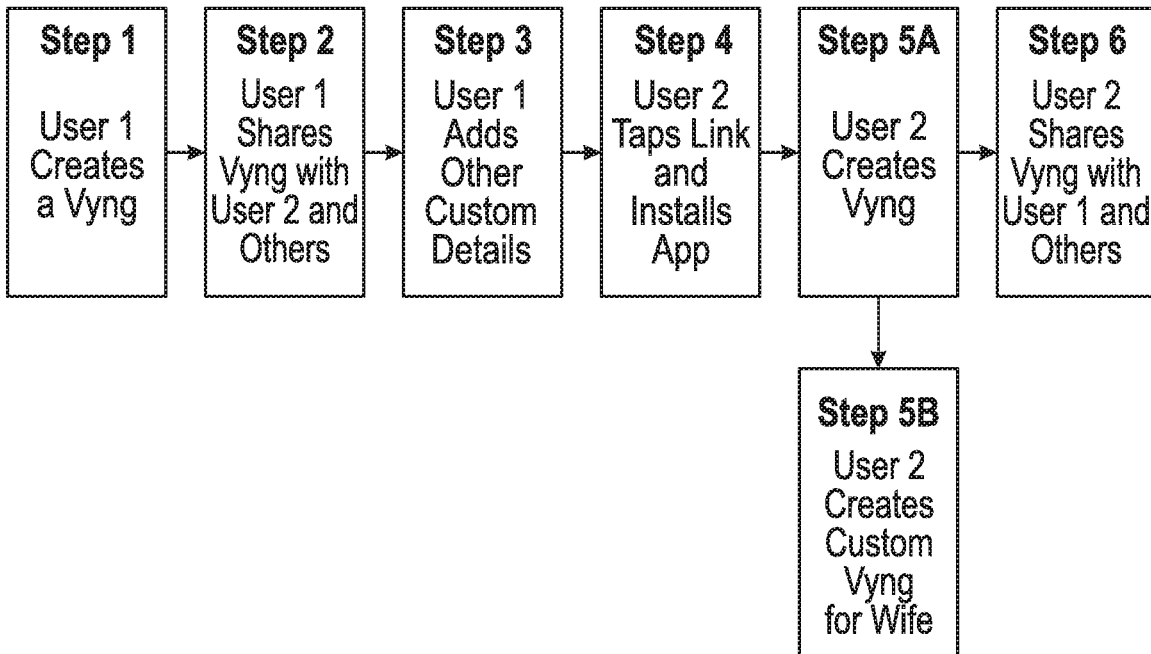 Step 1
User 1
Creates
a Vyng
Step 2
User 1
Shares
Vyng with
User 2 and
Others
Step 3
User 1
Adds
Other
Custom
Details
Step 4
User 2
Taps Link
and
Installs
App
Step 5A
User 2
Creates
Vyng
Step 6
User 2
Shares
Vyng with
User 1 and
Others
Step 5B
User 2
Creates
Custom
Vyng
for Wife